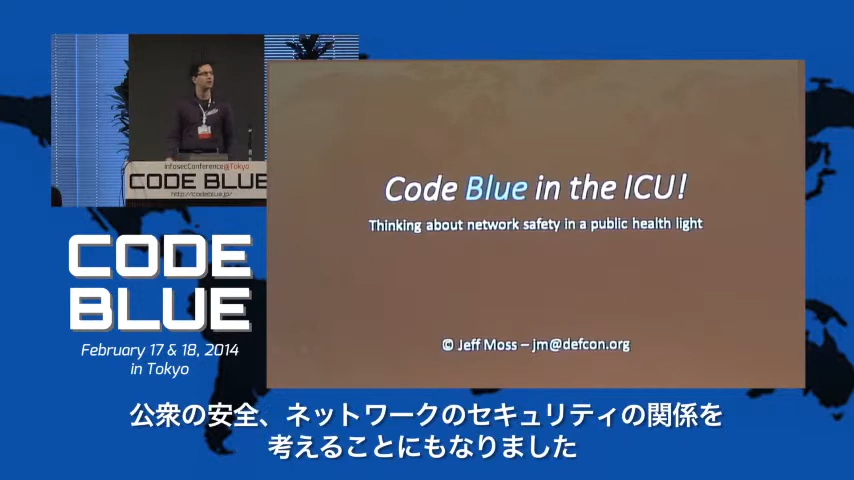 infosecConference@Tokyo
CODE BLUE
http://codeblue.jp/
Code Blue in the ICU!
Thinking about network safety in a public health light
© Jeff Moss – jm@defcon.org
CODE
BLUE
February 17 & 18, 2014
in Tokyo
公衆の安全、ネットワークのセキュリティの関係を
考えることにもなりました